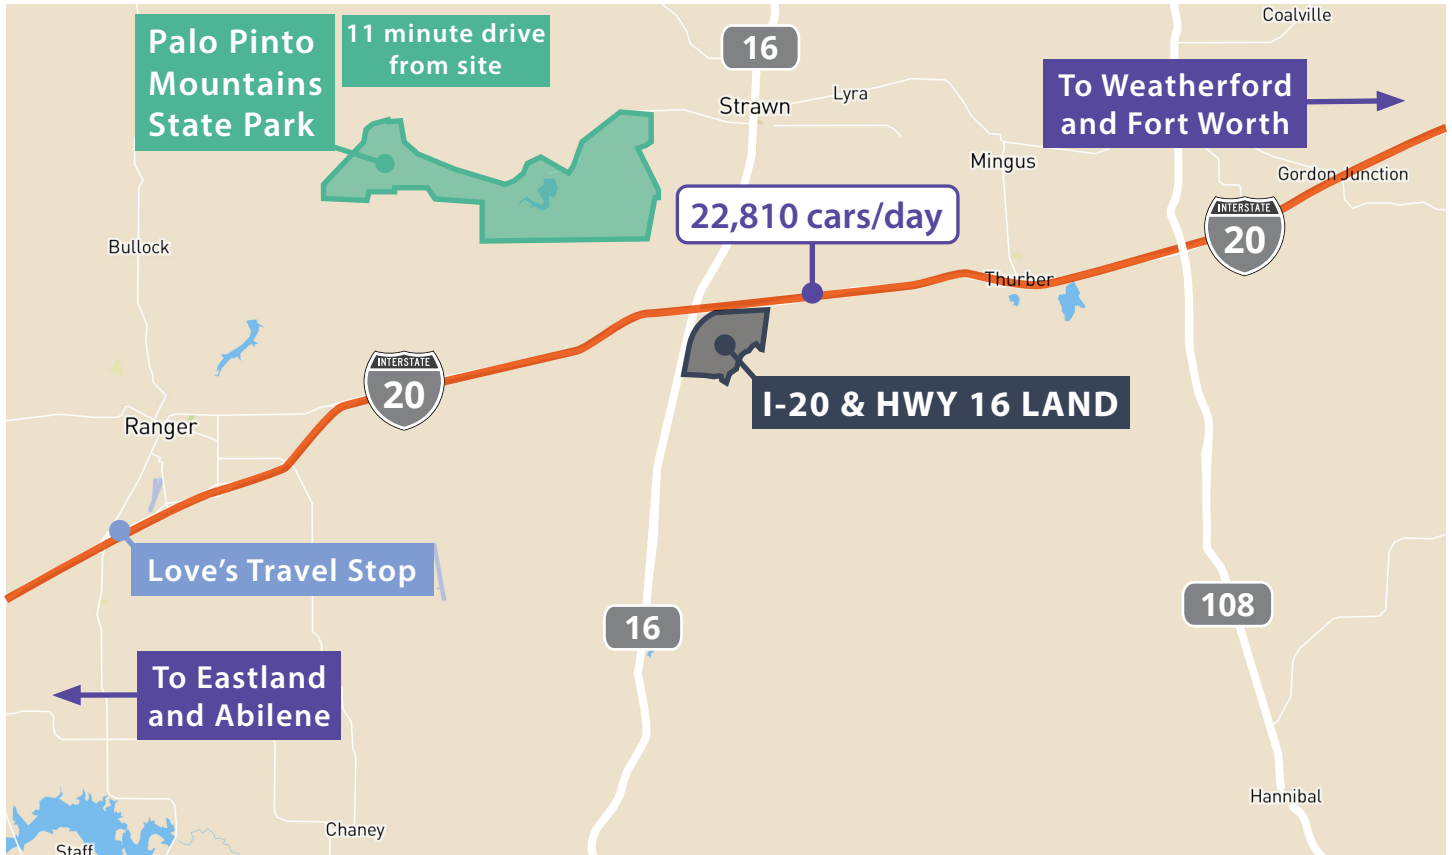 Coalville
Palo Pinto
Mountains
State Park
11 minute drive
from site
16
Strawn
Lyra
To Weatherford
and Fort Worth
Mingus
Gordon Junction
22,810 cars/day
INTERSTATE
20
Bullock
Thurber
INTERSTATE
20
I-20 & HWY 16 LAND
Ranger
Love’s Travel Stop
16
108
To Eastland
and Abilene
Hannibal
Chaney
Staff